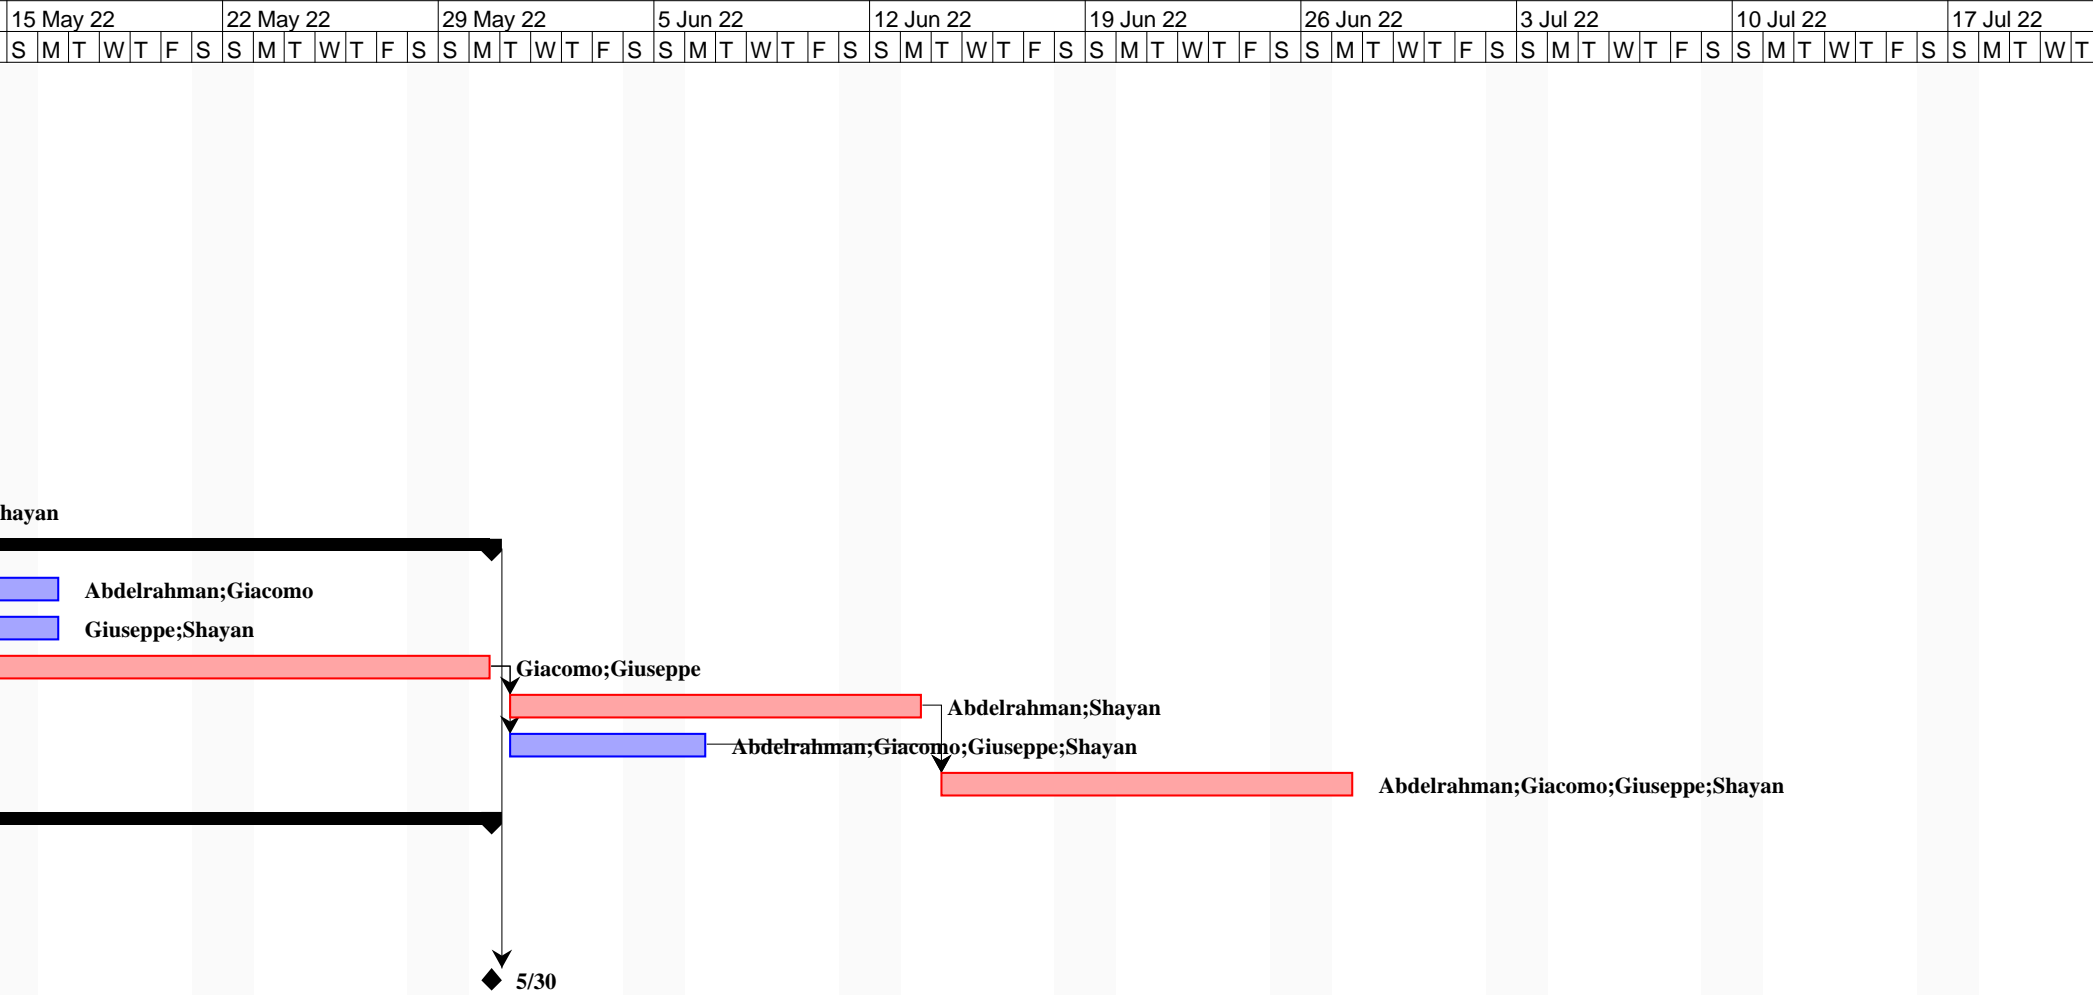 15 May 22 22 May 22 29 May 22 5 Jun 22 12 Jun 22 19 Jun 22 26 Jun 22 3 Jul 22 10 Jul 22 17 Jul 22
S M T W T F S S M T W T F S S M T W T F S S M T W T F S S M T W T F S S M T W T F S S M T W T F S S M T W T F S S M T W T F S S M T W T
hayan
Abdelrahman;Giacomo
Giuseppe;Shayan
Giacomo;Giuseppe
Abdelrahman;Shayan
Abdelrahman;Giacomo;Giuseppe;Shayan
Abdelrahman;Giacomo;Giuseppe;Shayan
5/30